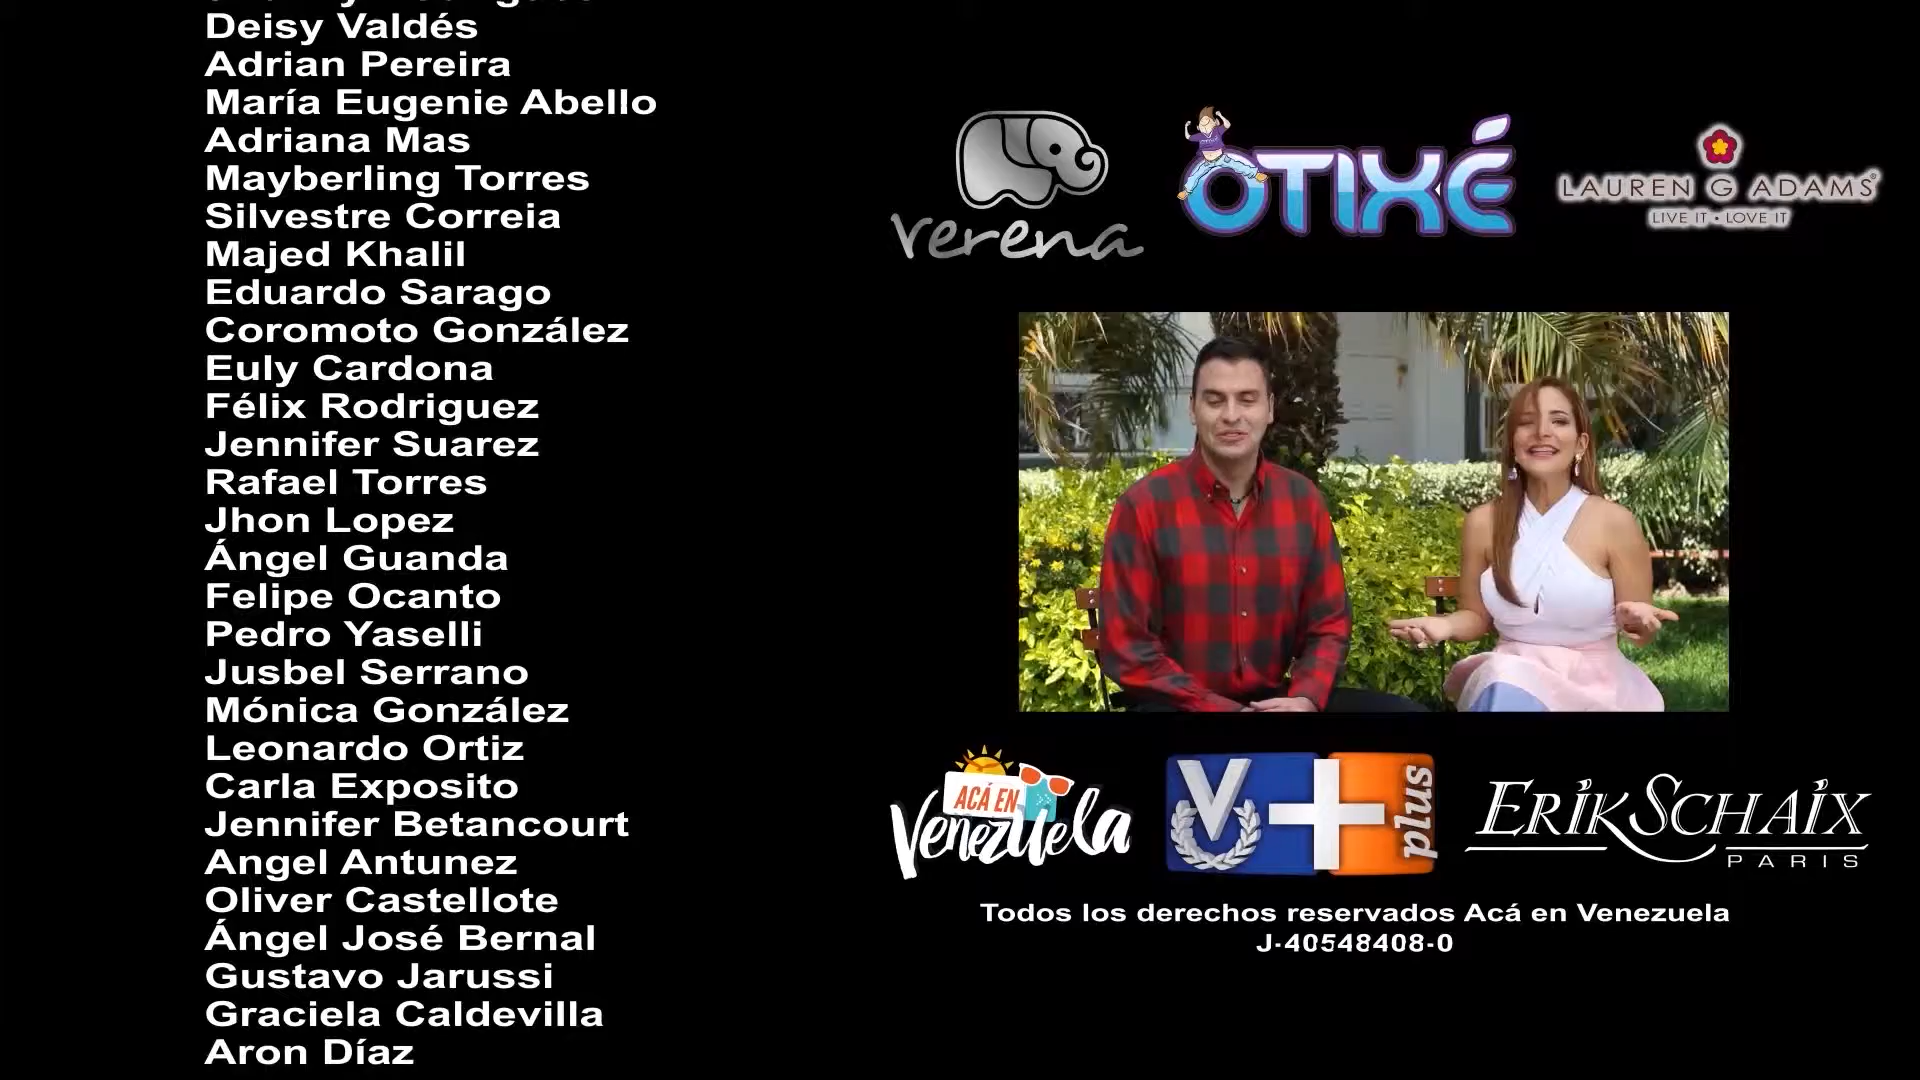 Deisy Valdés
Adrian Pereira
María Eugenie Abello
Adriana Mas
Mayberling Torres
Silvestre Correia
Majed Khalil
Eduardo Sarago
Coromoto González
Euly Cardona
Félix Rodriguez
Jennifer Suarez
Rafael Torres
Jhon Lopez
Ángel Guanda
Felipe Ocanto
Pedro Yaselli
Jusbel Serrano
Mónica González
Leonardo Ortiz
Carla Exposito
Jennifer Betancourt
Angel Antunez
Oliver Castellote
Ángel José Bernal
Gustavo Jarussi
Graciela Caldevilla
Aron Díaz
verena
OTIXÉ
LAUREN G ADAMS®
LIVE IT • LOVE IT
ACÁ EN
Venezuela
V+ plus
ERIK SCHAIX
PARIS
Todos los derechos reservados Acá en Venezuela
J-40548408-0